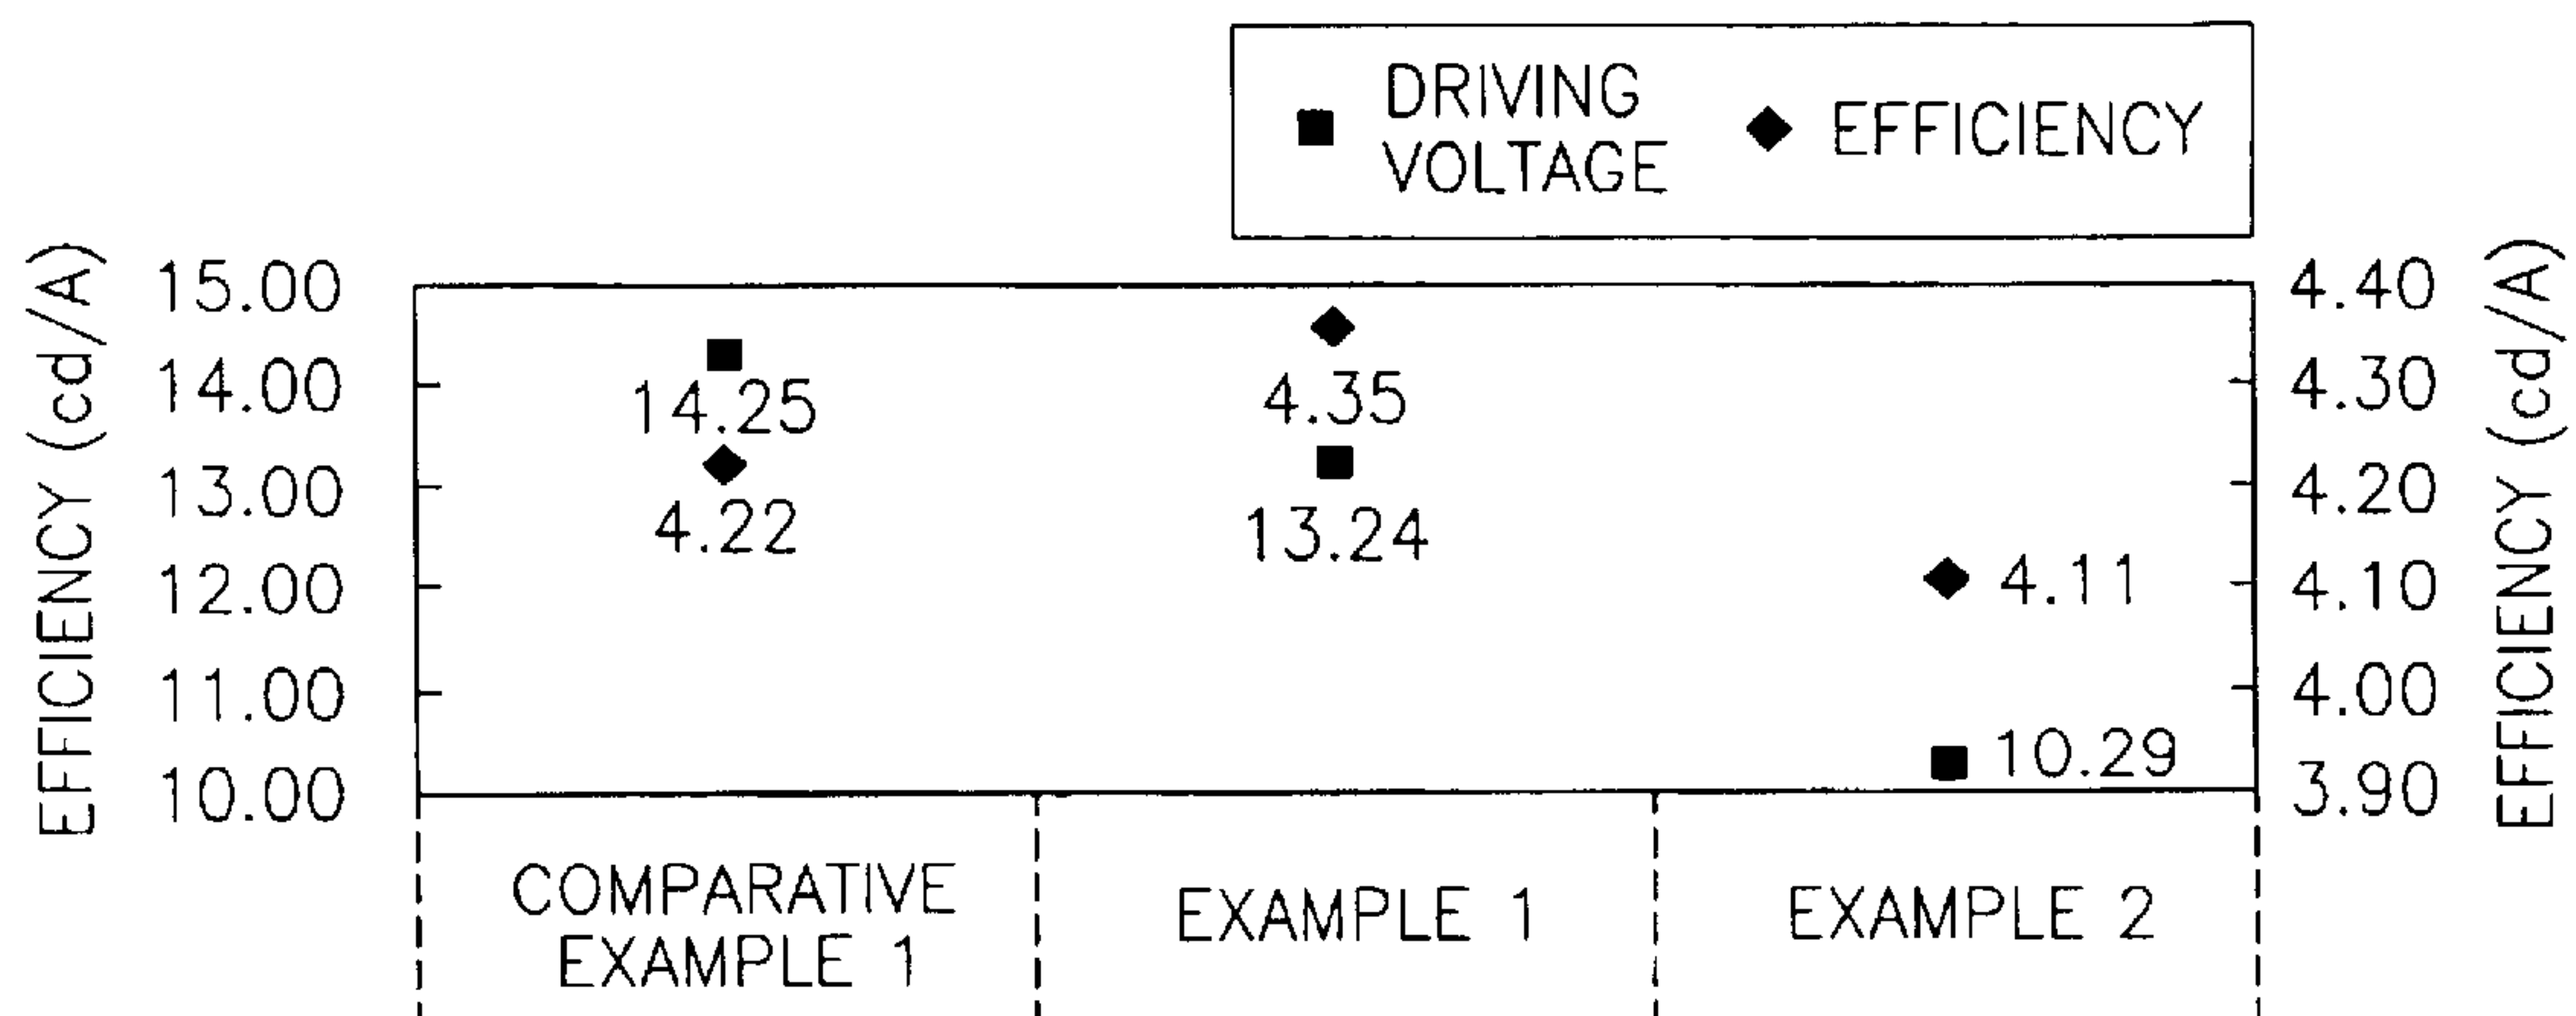 DRIVING
VOLTAGE
EFFICIENCY
EFFICIENCY (cd/A)
15.00
14.00
13.00
12.00
11.00
10.00
14.25
4.22
4.35
13.24
4.11
10.29
4.40
4.30
4.20
4.10
4.00
3.90
EFFICIENCY (cd/A)
COMPARATIVE
EXAMPLE 1
EXAMPLE 1
EXAMPLE 2